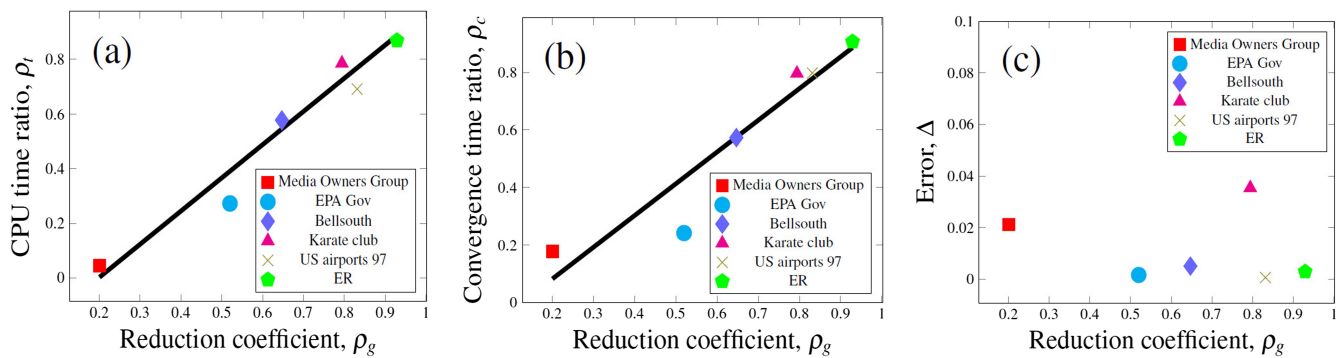 (a)
CPU time ratio, ρt
0.8
0.6
0.4
0.2
0
Media Owners Group
EPA Gov
Bellsouth
Karate club
US airports 97
ER
0.2 0.3 0.4 0.5 0.6 0.7 0.8 0.9 1
Reduction coefficient, ρg
(b)
Convergence time ratio, ρc
1
0.8
0.6
0.4
0.2
0
Media Owners Group
EPA Gov
Bellsouth
Karate club
US airports 97
ER
0.2 0.3 0.4 0.5 0.6 0.7 0.8 0.9 1
Reduction coefficient, ρg
(c)
Error, Δ
0.1
0.08
0.06
0.04
0.02
0
Media Owners Group
EPA Gov
Bellsouth
Karate club
US airports 97
ER
0.2 0.3 0.4 0.5 0.6 0.7 0.8 0.9 1
Reduction coefficient, ρg